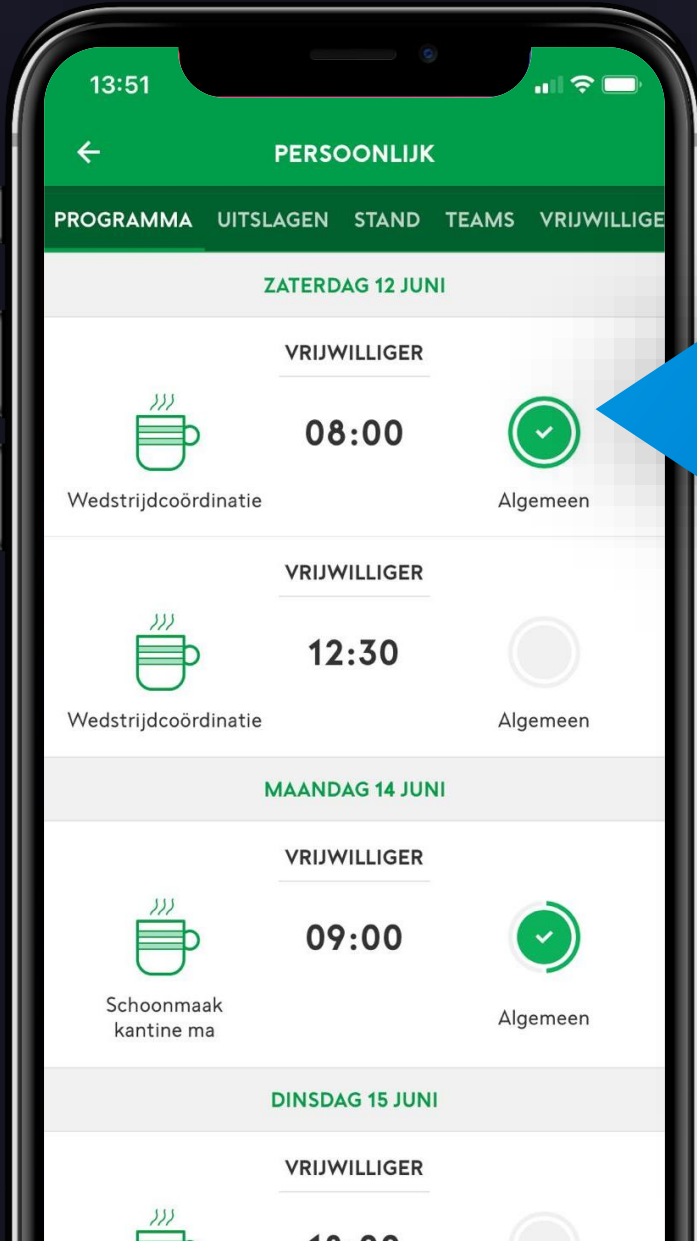 13:51
PERSOONLIJK
PROGRAMMA UITSLAGEN STAND TEAMS VRIJWILLIGE
ZATERDAG 12 JUNI
VRIJWILLIGER
08:00
Wedstrijdcoördinatie Algemeen
VRIJWILLIGER
12:30
Wedstrijdcoördinatie Algemeen
MAANDAG 14 JUNI
VRIJWILLIGER
09:00
Schoonmaak
kantine ma Algemeen
DINSDAG 15 JUNI
VRIJWILLIGER